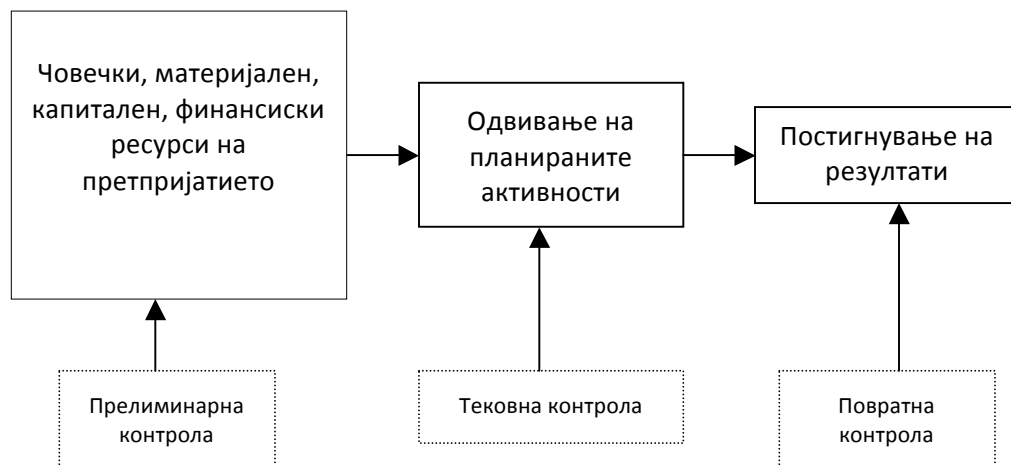 Човечки, материјален,
капитален, финансиски
ресурси на
претпријатието
Одвивање на
планираните
активности
Постигнување на
резултати
Прелиминарна
контрола
Тековна контрола
Повратна
контрола